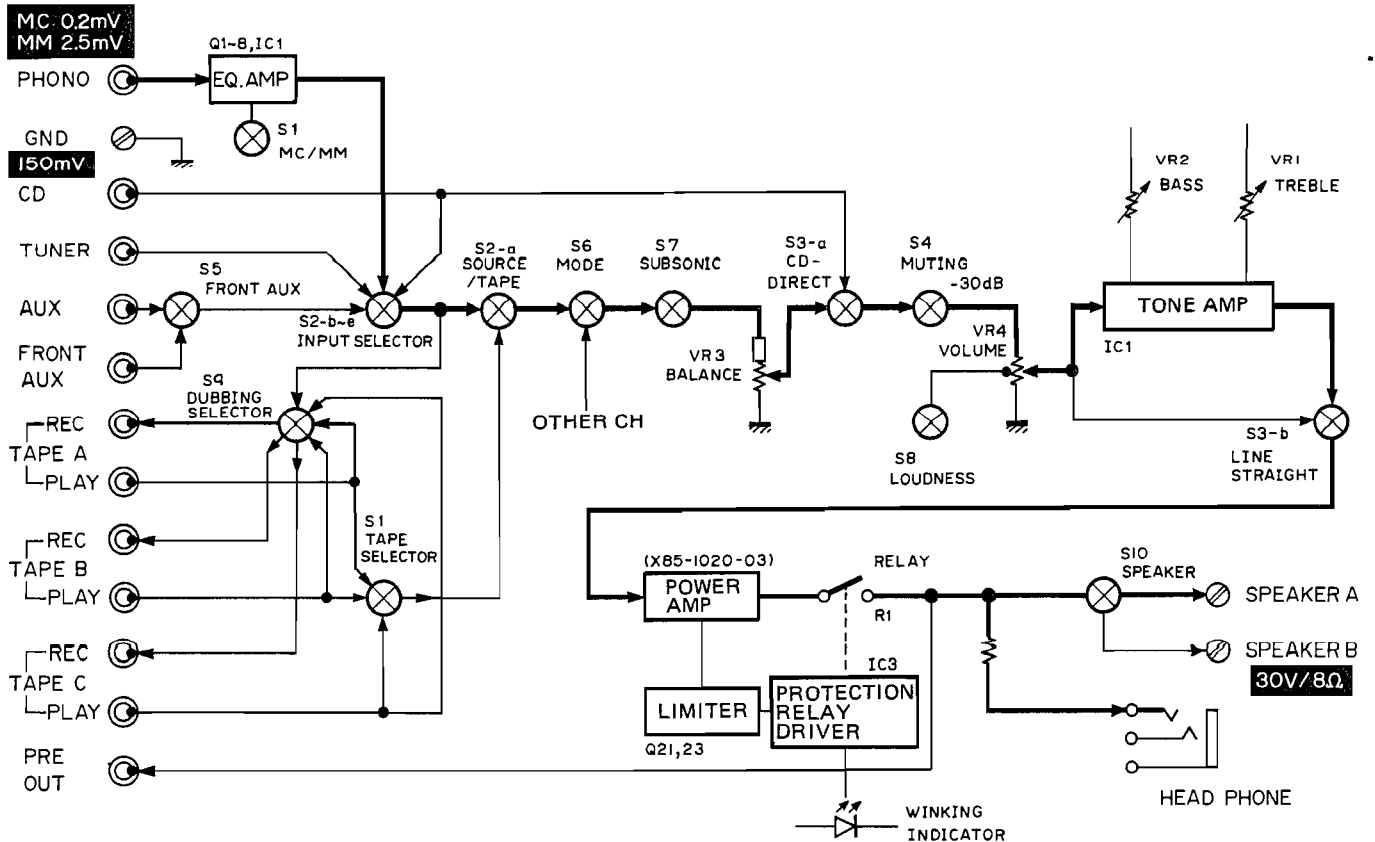 M.C. 0.2mV
MM 2.5mV
PHONO
Q1~8,IC1
EQ.AMP
S1
MC/MM
GND
150mV
CD
TUNER
AUX
S5
FRONT AUX
FRONT
AUX
S2-b~e
INPUT SELECTOR
S2-a
SOURCE
/TAPE
S6
MODE
S7
SUBSONIC
OTHER CH
VR3
BALANCE
S3-a
CD-
DIRECT
S4
MUTING
-30dB
VR4
VOLUME
S8
LOUDNESS
VR2
BASS
VR1
TREBLE
TONE AMP
IC1
S3-b
LINE
STRAIGHT
S9
DUBBING
SELECTOR
REC
TAPE A
PLAY
S1
TAPE
SELECTOR
REC
TAPE B
PLAY
REC
TAPE C
PLAY
PRE
OUT
(X85-1020-03)
POWER
AMP
RELAY
R1
S10
SPEAKER
SPEAKER A
SPEAKER B
30V/8Ω
LIMITER
Q21,23
IC3
PROTECTION
RELAY
DRIVER
WINKING
INDICATOR
HEAD PHONE